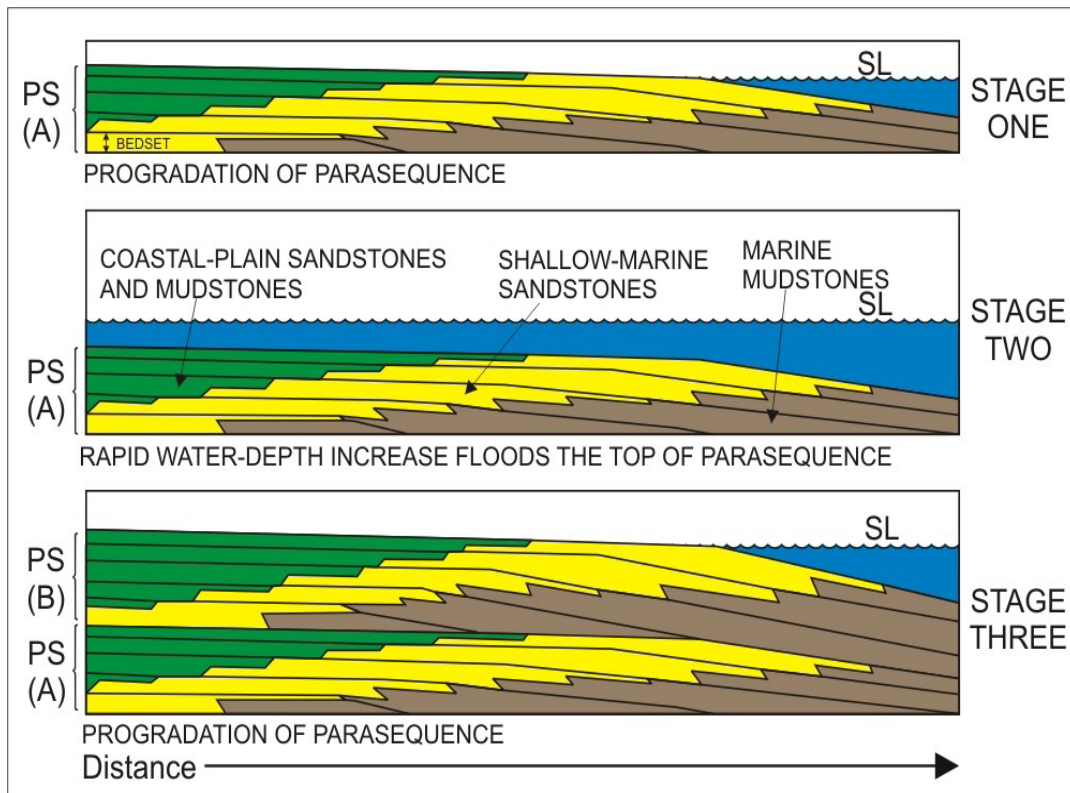 SL
PS
(A)
STAGE
ONE
BEDSET
PROGRADATION OF PARASEQUENCE
COASTAL-PLAIN SANDSTONES
AND MUDSTONES
SHALLOW-MARINE
SANDSTONES
MARINE
MUDSTONES
SL
STAGE
TWO
PS
(A)
RAPID WATER-DEPTH INCREASE FLOODS THE TOP OF PARASEQUENCE
SL
PS
(B)
STAGE
THREE
PS
(A)
PROGRADATION OF PARASEQUENCE
Distance